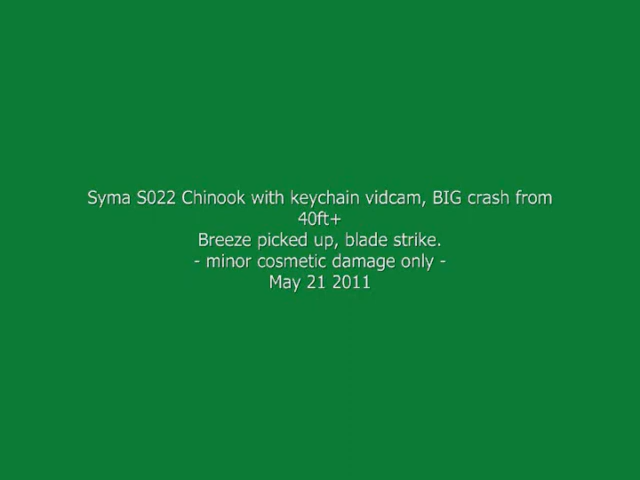 Syma S022 Chinook with keychain vidcam, BIG crash from
40ft+
Breeze picked up, blade strike.
- minor cosmetic damage only -
May 21 2011